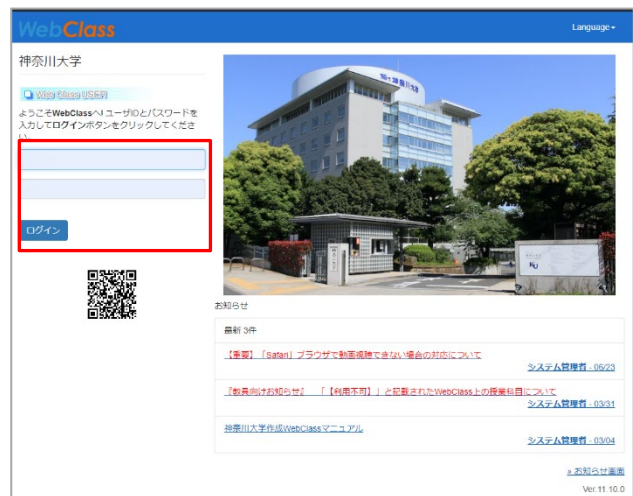 WebClass
Language
神奈川大学
Web Class USER
ようこそWebClassへ! ユーザIDとパスワードを
入力してログインボタンをクリックしてくださ
い。
ログイン
KU
お知らせ
最新 3件
【重要】「Safari」ブラウザで動画視聴できない場合の対応について
システム管理者 - 06/23
『教員向けお知らせ』 「【利用不可】」と記載されたWebClass上の授業科目について
システム管理者 - 03/31
神奈川大学作成WebClassマニュアル
システム管理者 - 03/04
» お知らせ画面
Ver.11.10.0